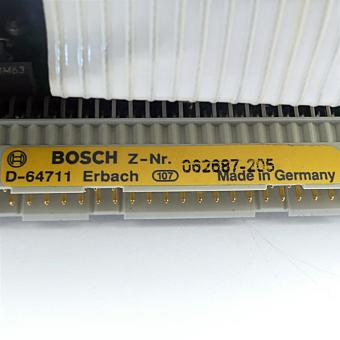 BOSCH Z-Nr. 062687-205
D-64711 Erbach 107 Made in Germany